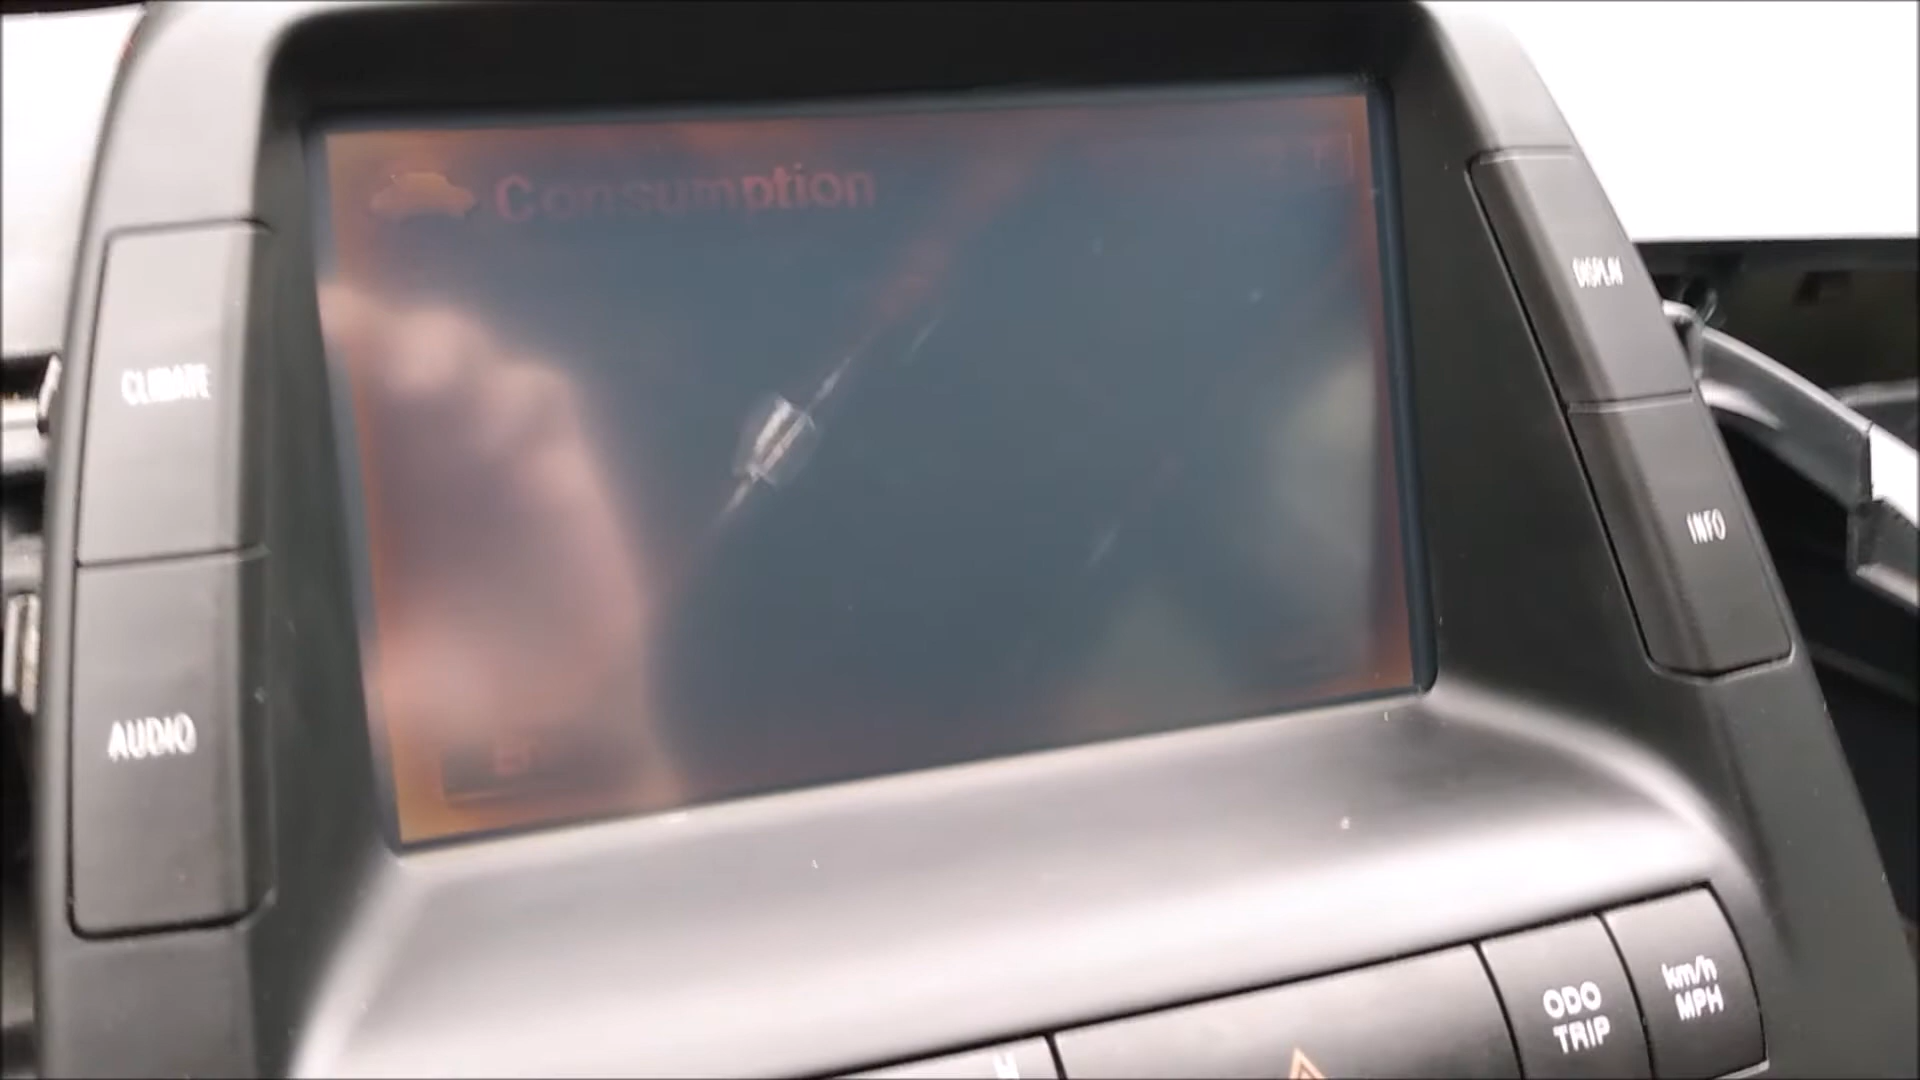 Consumption
CLIMATE
DISPLAY
INFO
AUDIO
ODO
TRIP
km/h
MPH